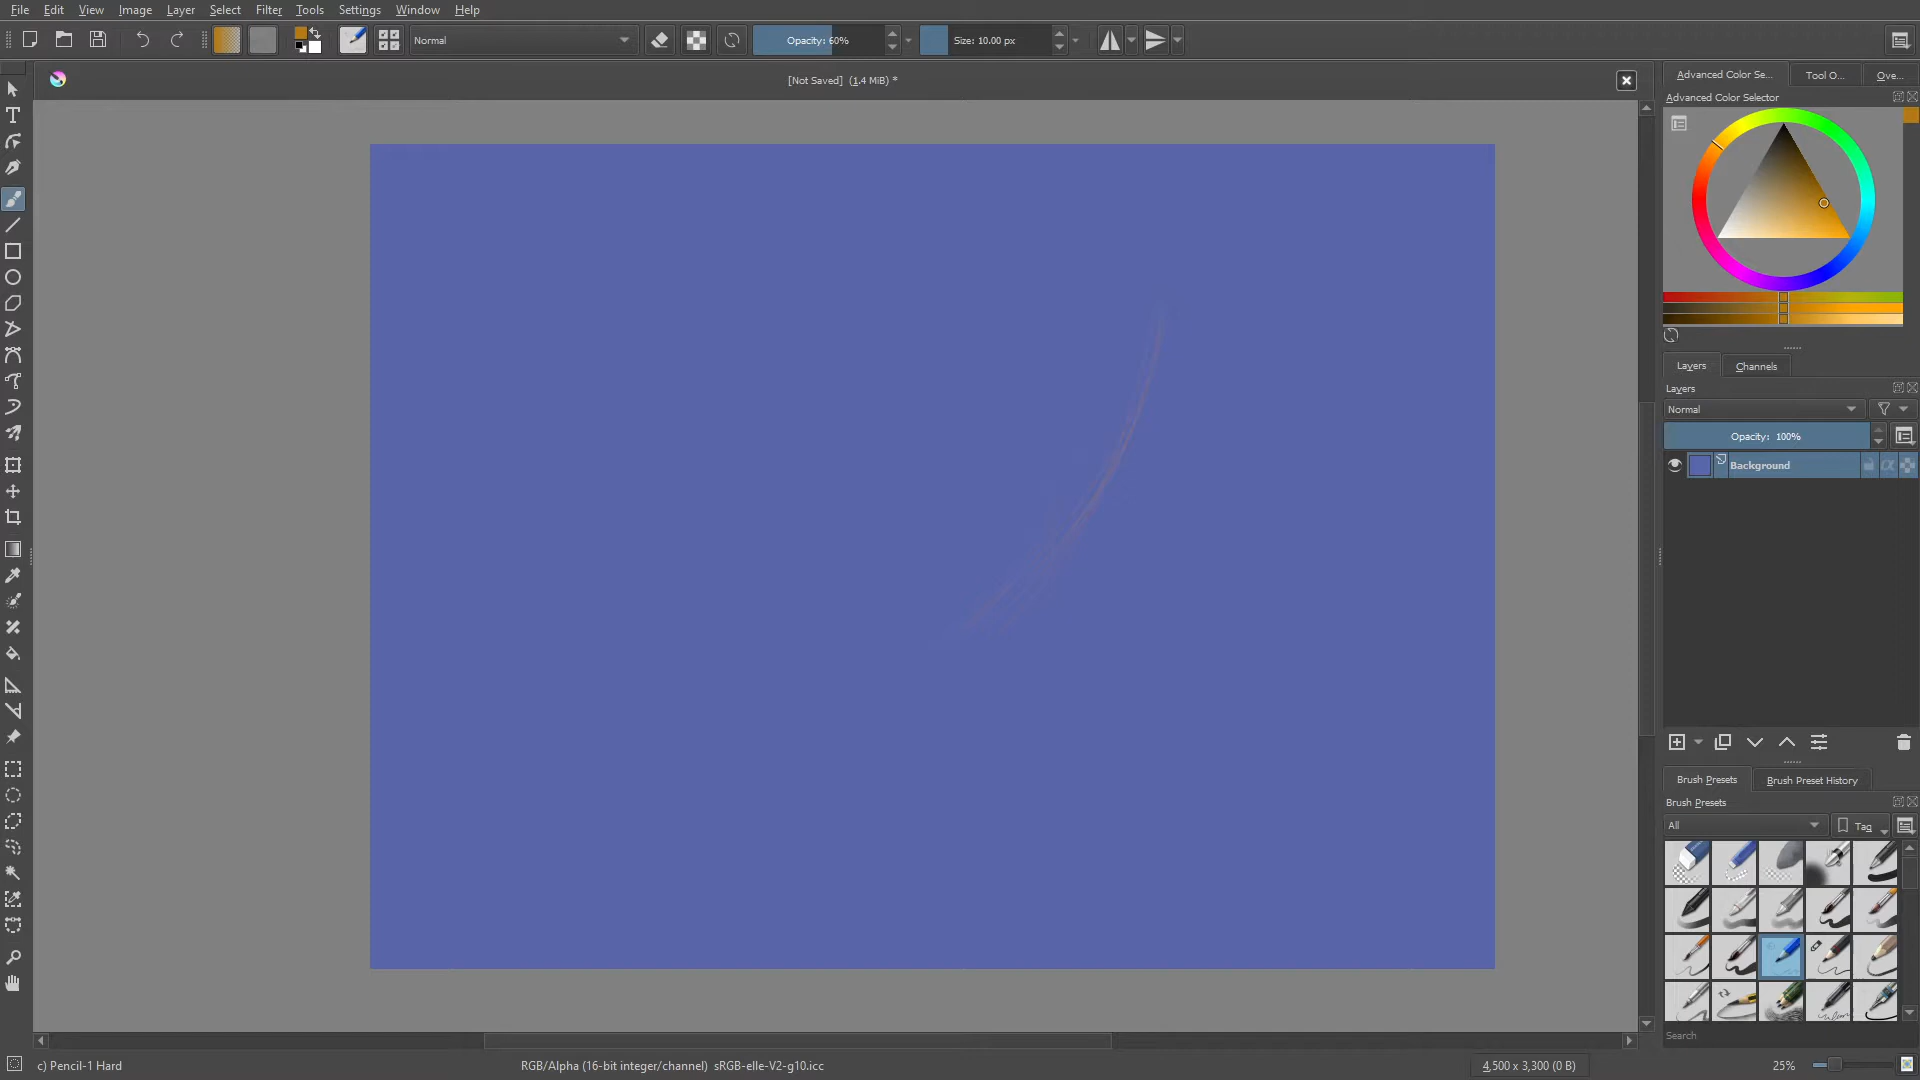 File Edit View Image Layer Select Filter Tools Settings Window Help
Normal
Opacity: 60%
Size: 10.00 px
[Not Saved] (1.4 MiB) *
Advanced Color Se... Tool O... Ove...
Advanced Color Selector
Layers Channels
Layers
Normal
Opacity: 100%
Background
Brush Presets Brush Preset History
Brush Presets
All
Tag
Search
c) Pencil-1 Hard
RGB/Alpha (16-bit integer/channel) sRGB-elle-V2-g10.icc
4,500 x 3,300 (0 B)
25%